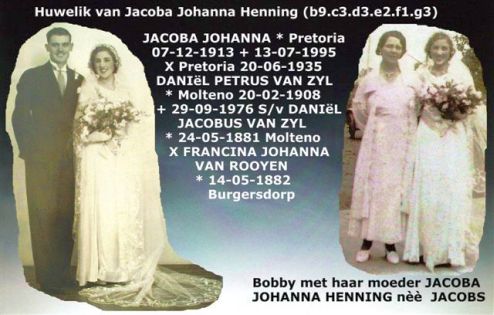 Huwelik van Jacoba Johanna Henning (b9.c3.d3.e2.f1.g3)
JACOBA JOHANNA * Pretoria
07-12-1913 + 13-07-1995
X Pretoria 20-06-1935
DANIëL PETRUS VAN ZYL
* Molteno 20-02-1908
+ 29-09-1976 S/v DANIëL
JACOBUS VAN ZYL
* 24-05-1881 Molteno
X FRANCINA JOHANNA
VAN ROOYEN
* 14-05-1882
Burgersdorp
Bobby met haar moeder JACOBA
JOHANNA HENNING nèè JACOBS